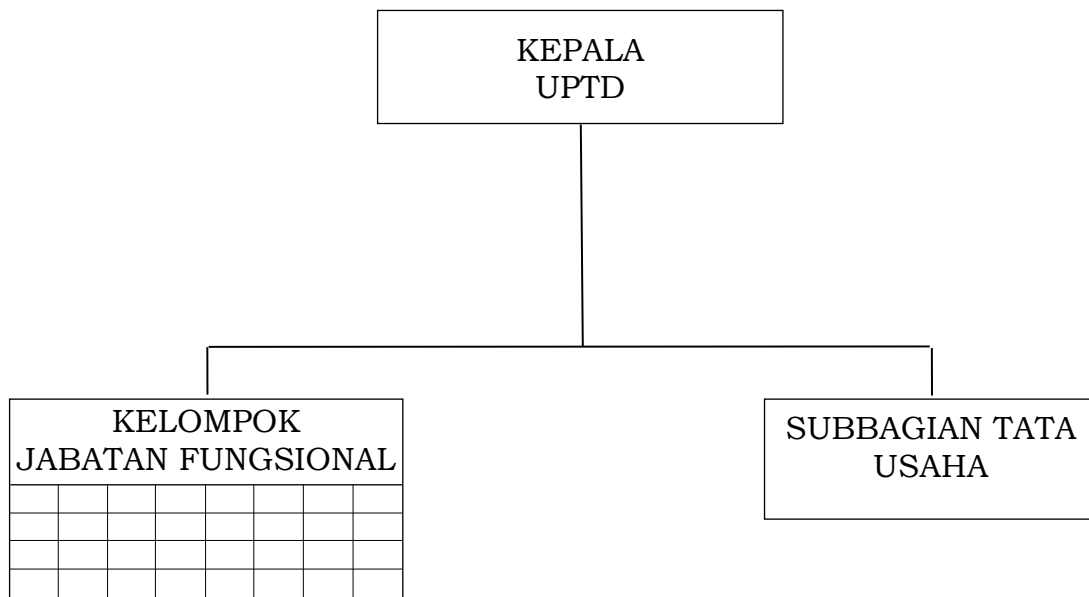 KEPALA
UPTD
KELOMPOK
JABATAN FUNGSIONAL
SUBBAGIAN TATA
USAHA